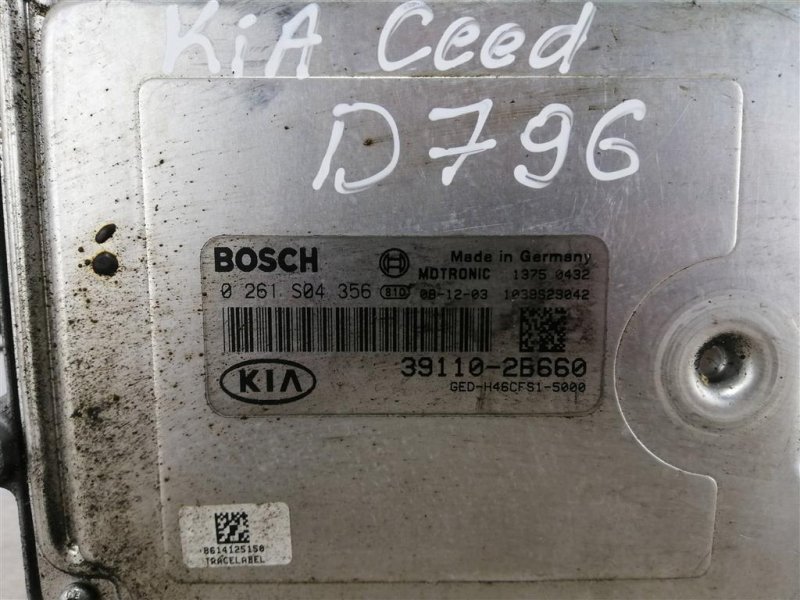 KiA Ceed
D796
BOSCH Made in Germany
MOTRONIC 1375 0432
0 261 S04 356 810 08-12-03 1039S29042
39110-2B660
KIA GED-H46CFS1-5000
8614125150
TRACELABEL